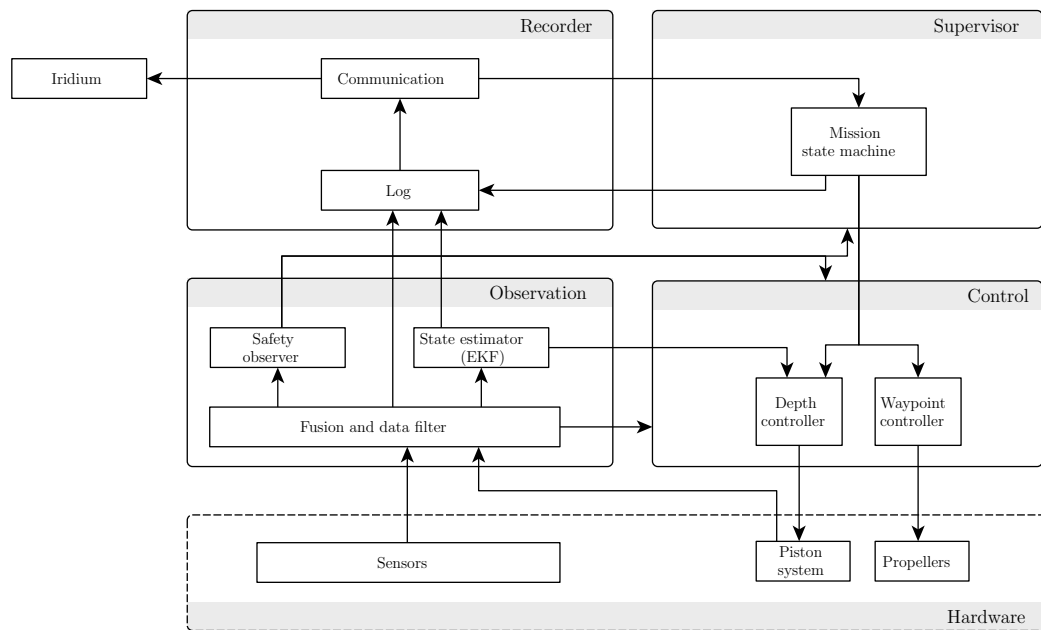 Recorder
Supervisor
Iridium
Communication
Mission
state machine
Log
Observation
Control
Safety
observer
State estimator
(EKF)
Depth
controller
Waypoint
controller
Fusion and data filter
Sensors
Piston
system
Propellers
Hardware